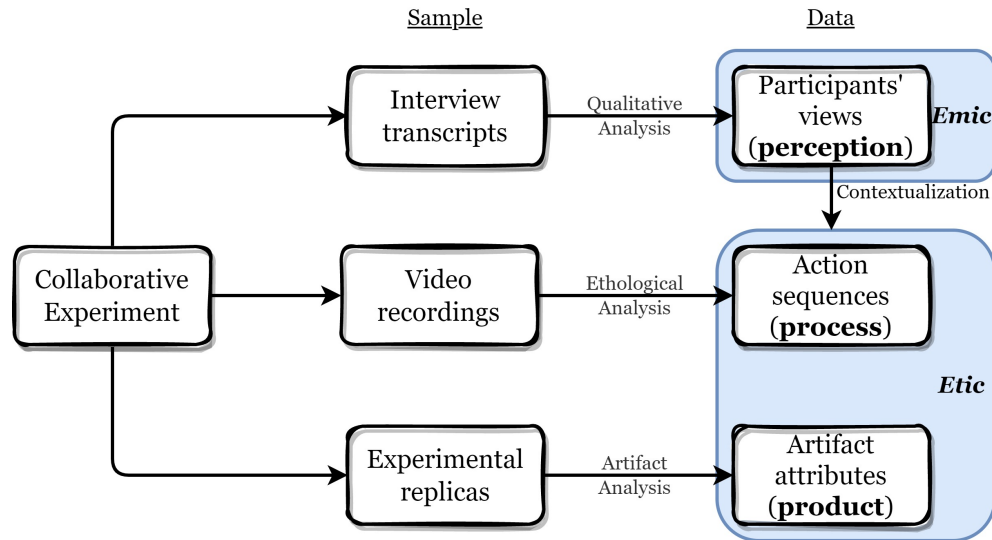 Sample
Data
Interview
transcripts
Qualitative
Analysis
Participants'
views
(perception)
Emic
Contextualization
Collaborative
Experiment
Video
recordings
Ethological
Analysis
Action
sequences
(process)
Etic
Experimental
replicas
Artifact
Analysis
Artifact
attributes
(product)